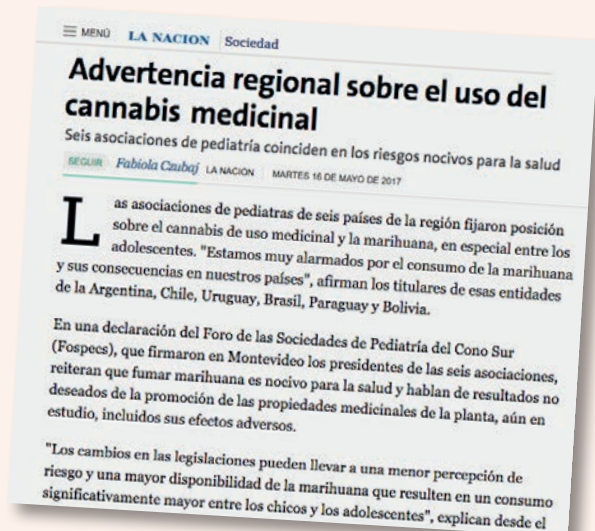 MENÚ LA NACION Sociedad
Advertencia regional sobre el uso del
cannabis medicinal
Seis asociaciones de pediatría coinciden en los riesgos nocivos para la salud
SEGUIR Fabiola Czubaj LA NACION MARTES 16 DE MAYO DE 2017
Las asociaciones de pediatras de seis países de la región fijaron posición
sobre el cannabis de uso medicinal y la marihuana, en especial entre los
adolescentes. "Estamos muy alarmados por el consumo de la marihuana
y sus consecuencias en nuestros países", afirman los titulares de esas entidades
de la Argentina, Chile, Uruguay, Brasil, Paraguay y Bolivia.
En una declaración del Foro de las Sociedades de Pediatría del Cono Sur
(Fospecs), que firmaron en Montevideo los presidentes de las seis asociaciones,
reiteran que fumar marihuana es nocivo para la salud y hablan de resultados no
deseados de la promoción de las propiedades medicinales de la planta, aún en
estudio, incluidos sus efectos adversos.
"Los cambios en las legislaciones pueden llevar a una menor percepción de
riesgo y una mayor disponibilidad de la marihuana que resulten en un consumo
significativamente mayor entre los chicos y los adolescentes", explican desde el